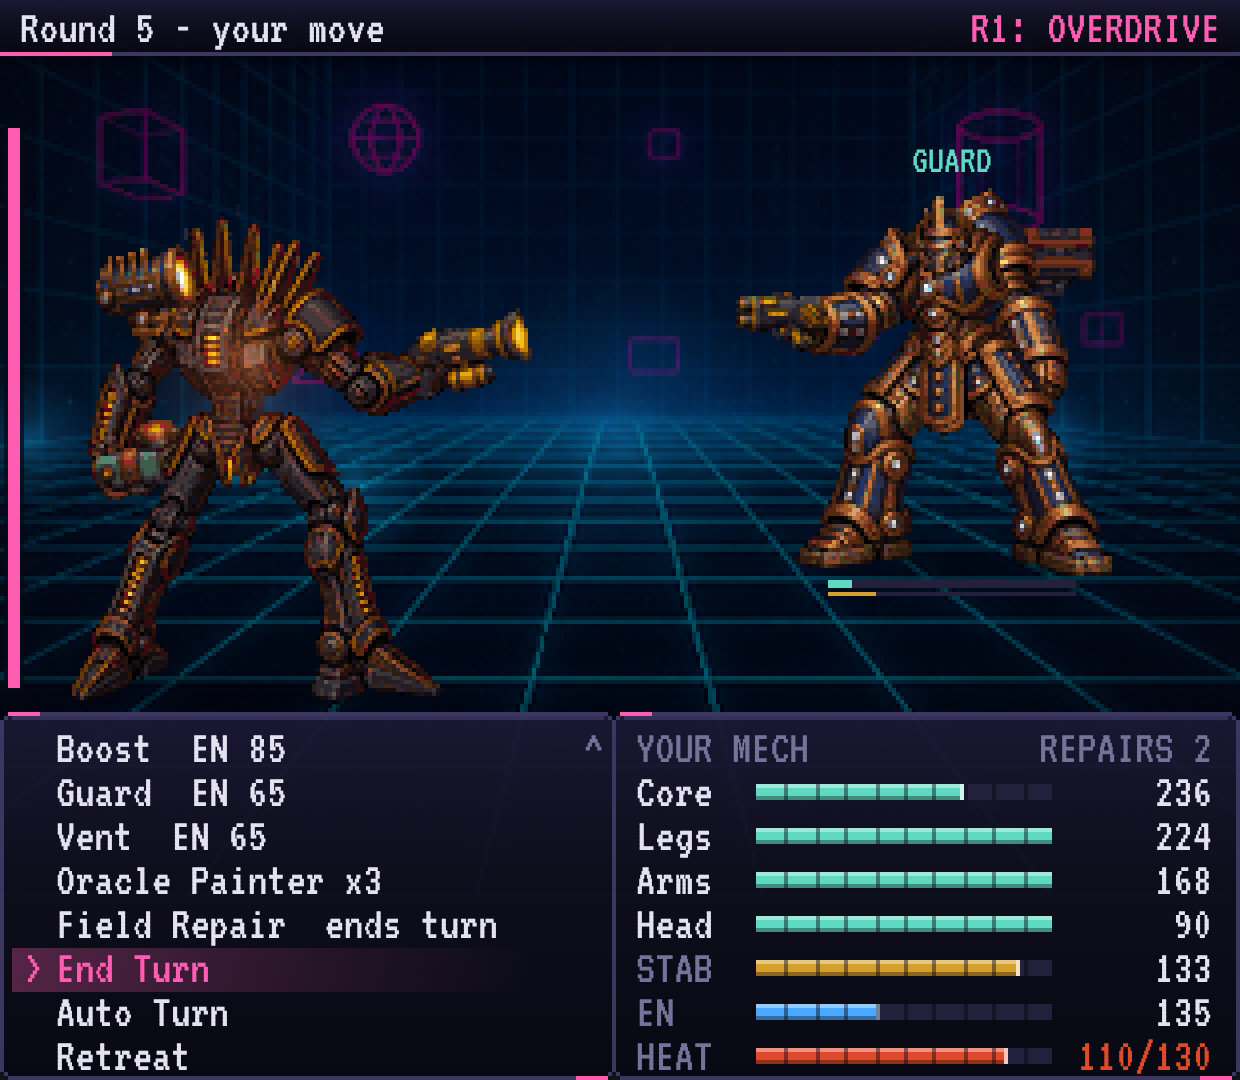 Round 5 - your move
R1: OVERDRIVE
GUARD
Boost EN 85 ^
Guard EN 65
Vent EN 65
Oracle Painter x3
Field Repair ends turn
> End Turn
Auto Turn
Retreat
YOUR MECH REPAIRS 2
Core 236
Legs 224
Arms 168
Head 90
STAB 133
EN 135
HEAT 110/130